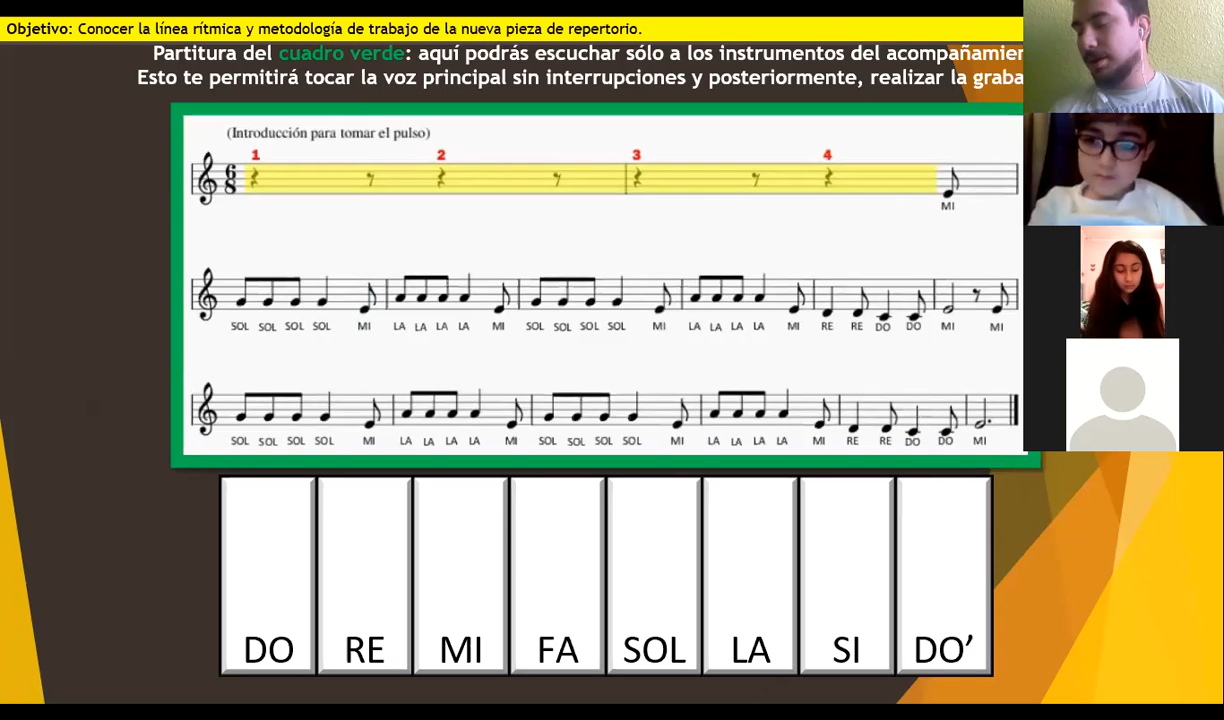 Objetivo: Conocer la línea rítmica y metodología de trabajo de la nueva pieza de repertorio.
Partitura del cuadro verde: aquí podrás escuchar sólo a los instrumentos del acompañamien
Esto te permitirá tocar la voz principal sin interrupciones y posteriormente, realizar la graba
(Introducción para tomar el pulso)
1 2 3 4
6
8
MI
SOL SOL SOL SOL MI LA LA LA LA MI SOL SOL SOL SOL MI LA LA LA LA MI RE RE DO DO MI MI
SOL SOL SOL SOL MI LA LA LA LA MI SOL SOL SOL SOL MI LA LA LA LA MI RE RE DO DO MI
DO RE MI FA SOL LA SI DO’